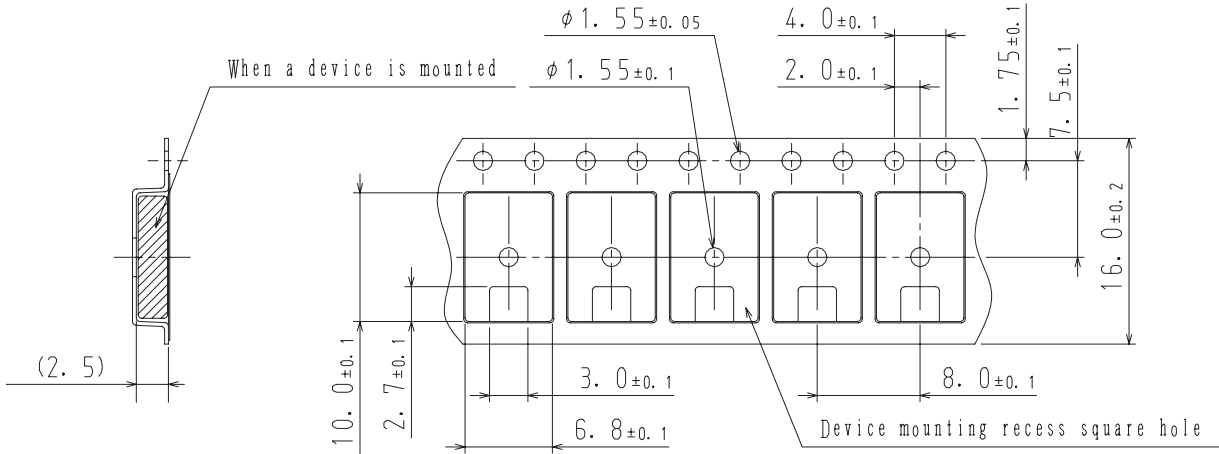 φ1.55±0.05
4.0±0.1
When a device is mounted
φ1.55±0.1
2.0±0.1
1.75±0.1
7.5±0.1
16.0±0.2
(2.5)
10.0±0.1
2.7±0.1
3.0±0.1
8.0±0.1
6.8±0.1
Device mounting recess square hole